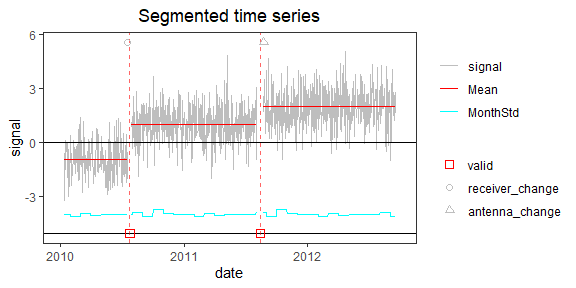 Segmented time series
6
3
0
-3
signal
2010
2011
2012
date
signal
Mean
MonthStd
valid
receiver_change
antenna_change